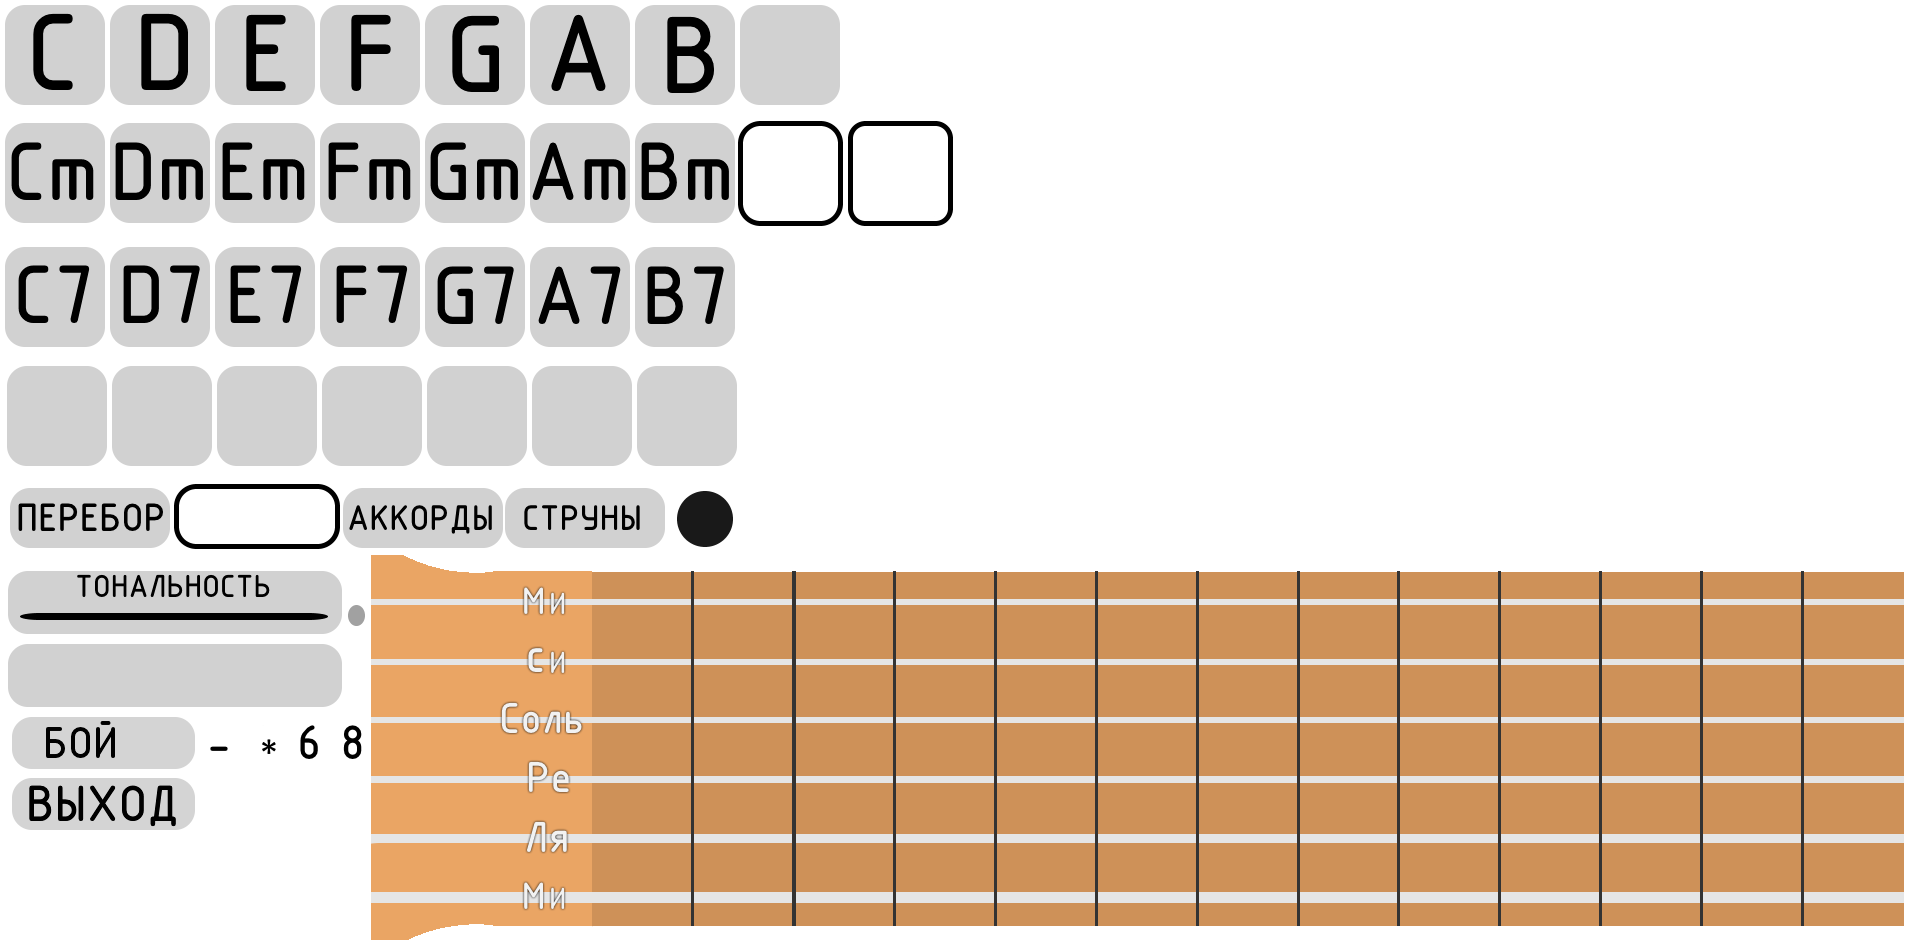 C D E F G A B
Cm Dm Em Fm Gm Am Bm
C7 D7 E7 F7 G7 A7 B7
ПЕРЕБОР АККОРДЫ СТРУНЫ
ТОНАЛЬНОСТЬ
БОЙ - * 6 8
ВЫХОД
Ми
Си
Соль
Ре
Ля
Ми